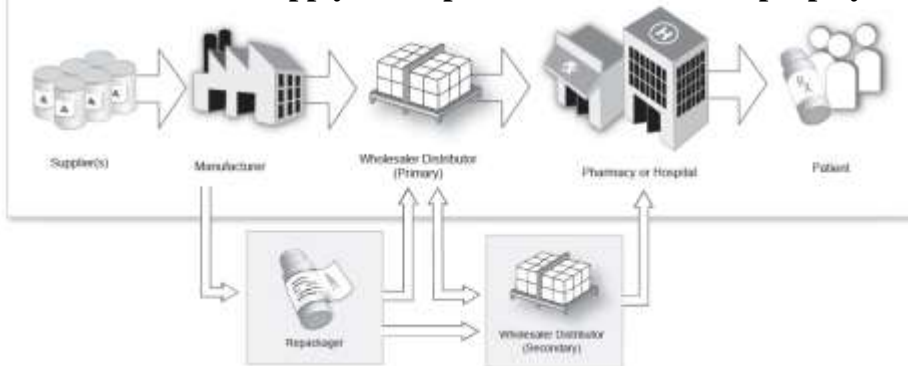 Supplier(s)
Manufacturer
Wholesaler Distributor
(Primary)
Pharmacy or Hospital
Patient
Repackager
Wholesaler Distributor
(Secondary)